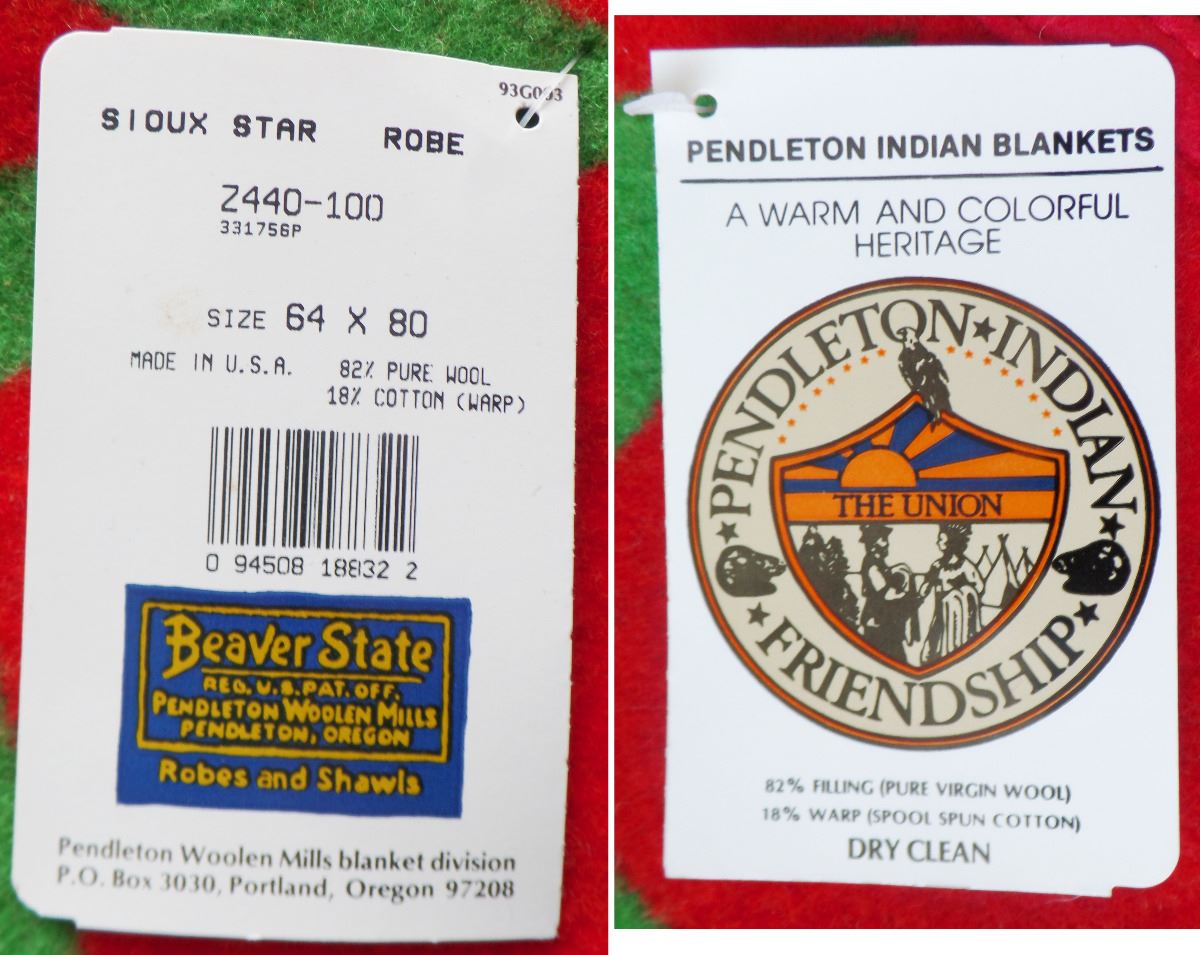 93G003
SIOUX STAR ROBE
Z440-100
331756P
SIZE 64 X 80
MADE IN U.S.A. 82% PURE WOOL
18% COTTON (WARP)
0 94508 18832 2
Beaver State
REG. U.S. PAT. OFF.
PENDLETON WOOLEN MILLS
PENDLETON, OREGON
Robes and Shawls
Pendleton Woolen Mills blanket division
P.O. Box 3030, Portland, Oregon 97208
PENDLETON INDIAN BLANKETS
A WARM AND COLORFUL
HERITAGE
PENDLETON★INDIAN
THE UNION
★FRIENDSHIP★
82% FILLING (PURE VIRGIN WOOL)
18% WARP (SPOOL SPUN COTTON)
DRY CLEAN